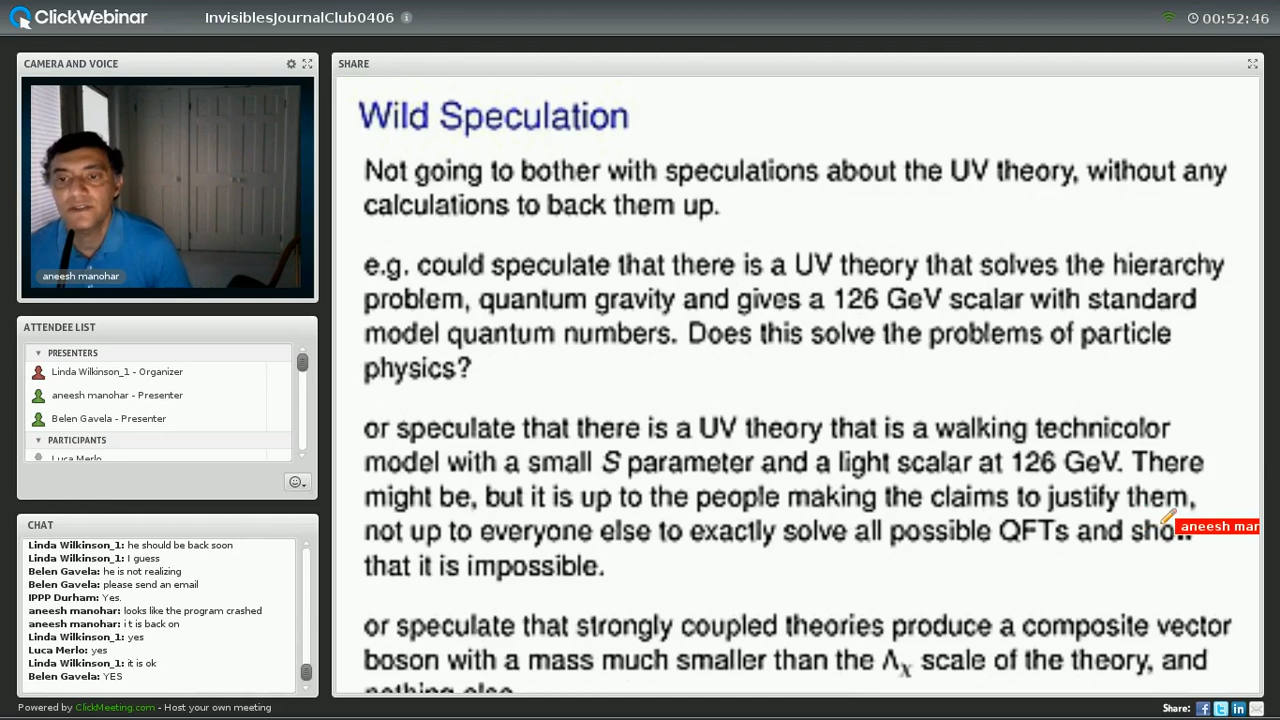 ClickWebinar
InvisiblesJournalClub0406
00:52:46
CAMERA AND VOICE
aneesh manohar
ATTENDEE LIST
PRESENTERS
Linda Wilkinson_1 - Organizer
aneesh manohar - Presenter
Belen Gavela - Presenter
PARTICIPANTS
Luca Merlo
CHAT
Linda Wilkinson_1: he should be back soon
Linda Wilkinson_1: I guess
Belen Gavela: he is not realizing
Belen Gavela: please send an email
IPPP Durham: Yes.
aneesh manohar: looks like the program crashed
aneesh manohar: i t is back on
Linda Wilkinson_1: yes
Luca Merlo: yes
Linda Wilkinson_1: it is ok
Belen Gavela: YES
SHARE
Wild Speculation
Not going to bother with speculations about the UV theory, without any
calculations to back them up.
e.g. could speculate that there is a UV theory that solves the hierarchy
problem, quantum gravity and gives a 126 GeV scalar with standard
model quantum numbers. Does this solve the problems of particle
physics?
or speculate that there is a UV theory that is a walking technicolor
model with a small S parameter and a light scalar at 126 GeV. There
might be, but it is up to the people making the claims to justify them,
not up to everyone else to exactly solve all possible QFTs and show
that it is impossible.
aneesh mar
or speculate that strongly coupled theories produce a composite vector
boson with a mass much smaller than the Λχ scale of the theory, and
nothing else
Powered by ClickMeeting.com - Host your own meeting
Share: